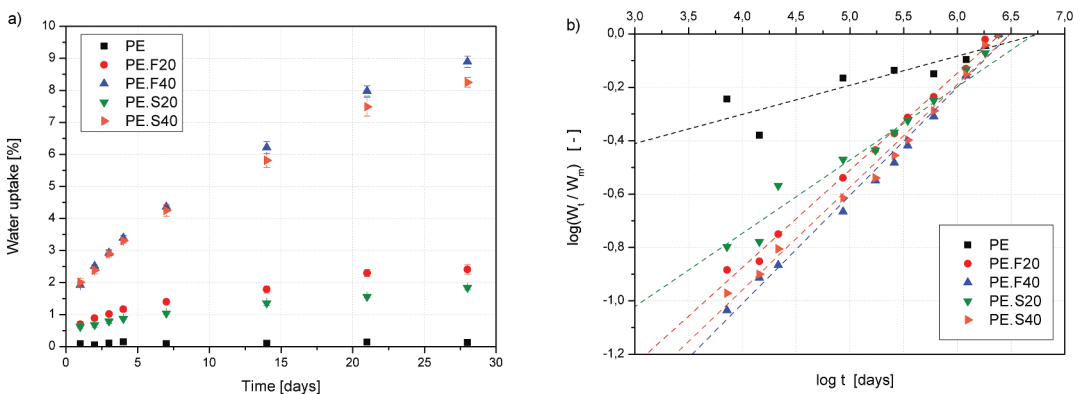 a)
PE
PE.F20
PE.F40
PE.S20
PE.S40
Water uptake [%]
10
9
8
7
6
5
4
3
2
1
0
0 5 10 15 20 25 30
Time [days]
b)
3,0 3,5 4,0 4,5 5,0 5,5 6,0 6,5 7,0
log(Wt / Wm) [ - ]
0,0
-0,2
-0,4
-0,6
-0,8
-1,0
-1,2
PE
PE.F20
PE.F40
PE.S20
PE.S40
log t [days]